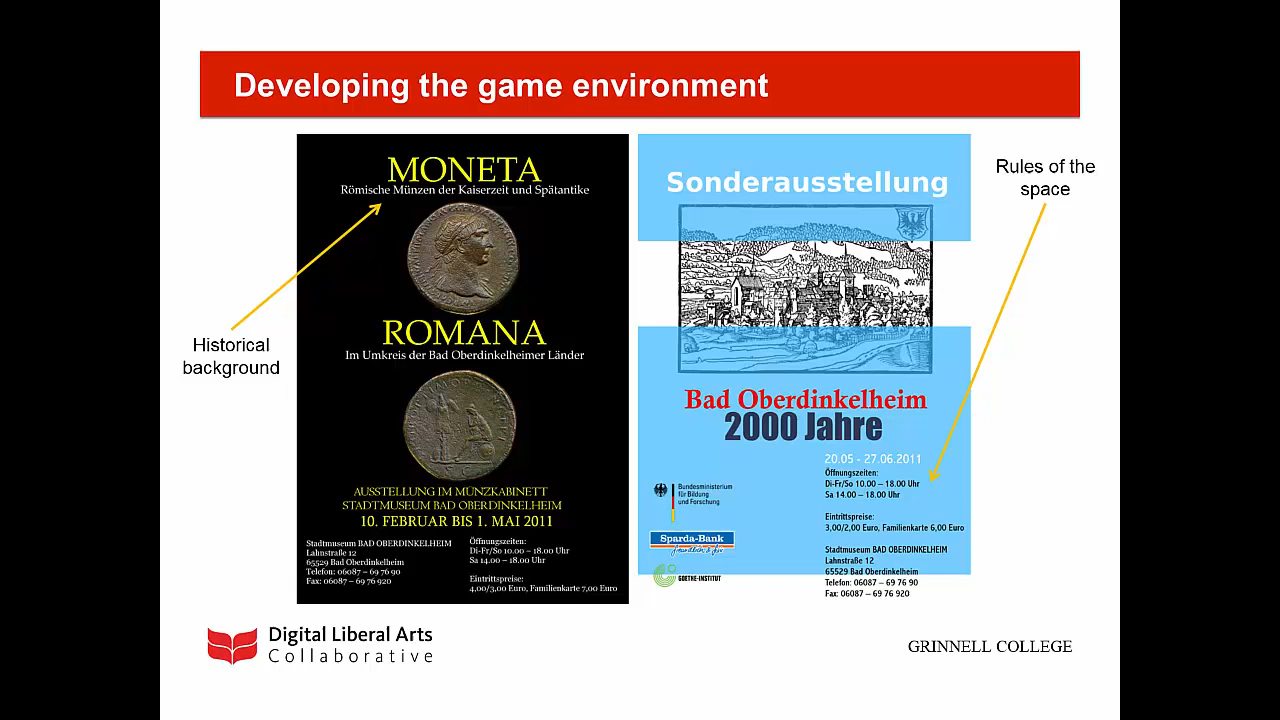 Developing the game environment
MONETA
Römische Münzen der Kaiserzeit und Spätantike
ROMANA
Im Umkreis der Bad Oberdinkelheimer Länder
AUSSTELLUNG IM MÜNZKABINETT
STADTMUSEUM BAD OBERDINKELHEIM
10. FEBRUAR BIS 1. MAI 2011
Stadtmuseum BAD OBERDINKELHEIM
Lahnstraße 12
65529 Bad Oberdinkelheim
Telefon: 06087 – 69 76 90
Fax: 06087 – 69 76 920
Öffnungszeiten:
Di-Fr/So 10.00 – 18.00 Uhr
Sa 14.00 – 18.00 Uhr
Eintrittspreise:
4,00/3,00 Euro, Familienkarte 7,00 Euro
Historical
background
Sonderausstellung
Bad Oberdinkelheim
2000 Jahre
20.05 - 27.06.2011
Öffnungszeiten:
Di-Fr/So 10.00 – 18.00 Uhr
Sa 14.00 – 18.00 Uhr
Eintrittspreise:
3,00/2,00 Euro, Familienkarte 6,00 Euro
Stadtmuseum BAD OBERDINKELHEIM
Lahnstraße 12
65529 Bad Oberdinkelheim
Telefon: 06087 – 69 76 90
Fax: 06087 – 69 76 920
Bundesministerium
für Bildung
und Forschung
Sparda-Bank
freundlich & fair
GOETHE-INSTITUT
Rules of the
space
Digital Liberal Arts
Collaborative
GRINNELL COLLEGE